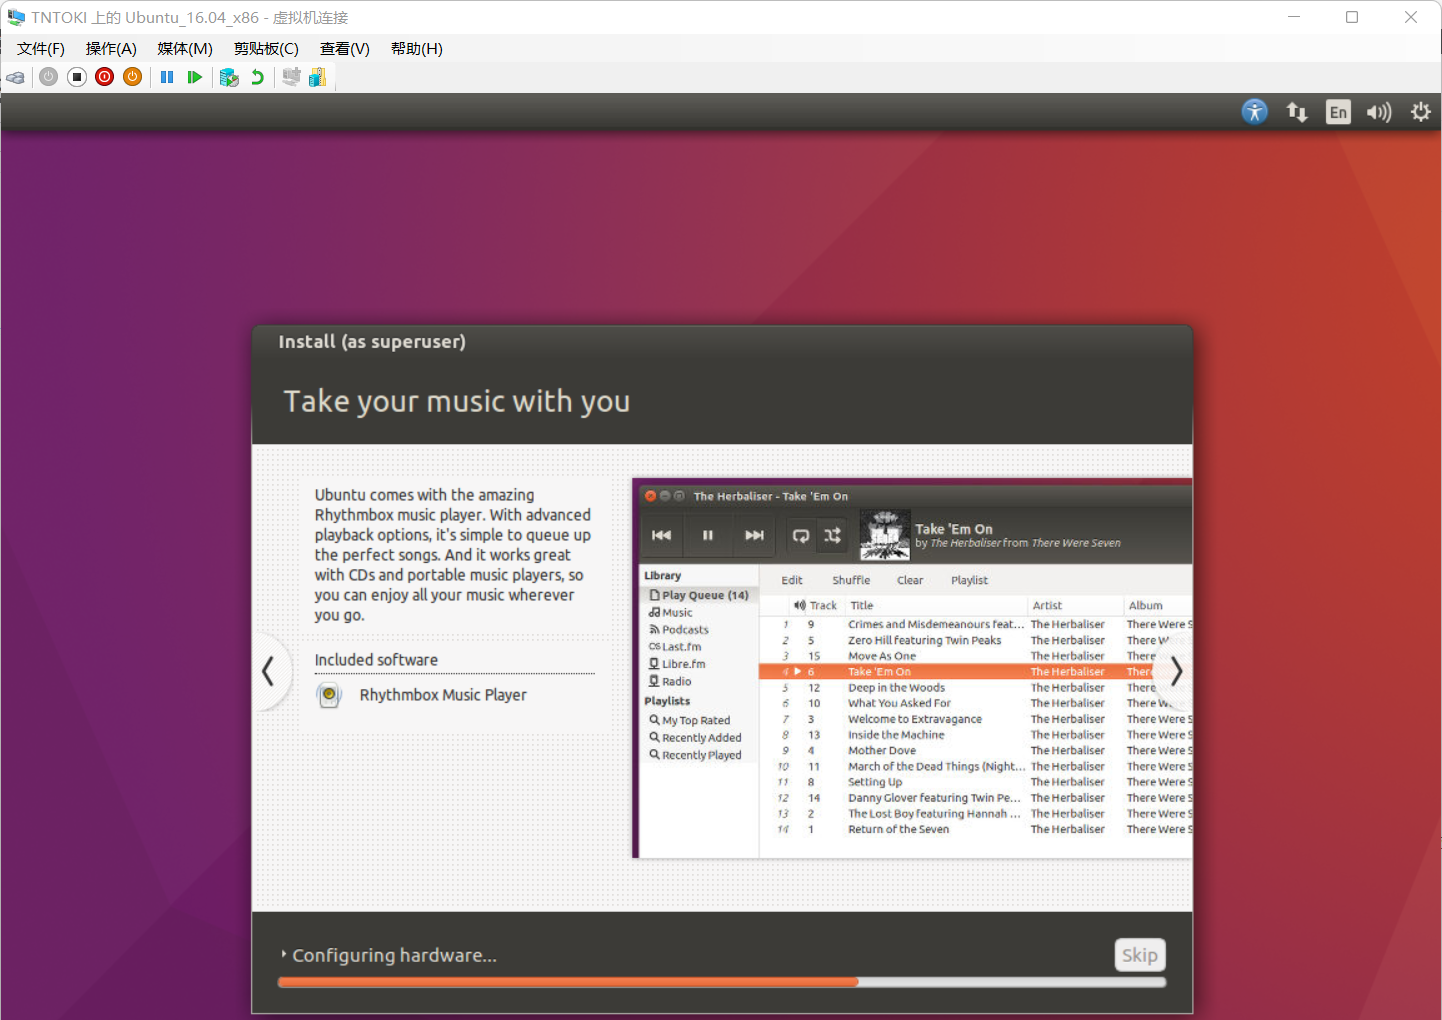 TNTOKI 上的 Ubuntu_16.04_x86 - 虚拟机连接
文件(F) 操作(A) 媒体(M) 剪贴板(C) 查看(V) 帮助(H)
En
Install (as superuser)
Take your music with you
Ubuntu comes with the amazing
Rhythmbox music player. With advanced
playback options, it's simple to queue up
the perfect songs. And it works great
with CDs and portable music players, so
you can enjoy all your music wherever
you go.
Included software
Rhythmbox Music Player
The Herbaliser - Take 'Em On
Take 'Em On
by The Herbaliser from There Were Seven
Library
Play Queue (14)
Music
Podcasts
Last.fm
Libre.fm
Radio
Playlists
My Top Rated
Recently Added
Recently Played
Edit Shuffle Clear Playlist
Track Title Artist Album
1 9 Crimes and Misdemeanours feat... The Herbaliser There Were S
2 5 Zero Hill featuring Twin Peaks The Herbaliser There W
3 15 Move As One The Herbaliser There
4 6 Take 'Em On The Herbaliser There
5 12 Deep in the Woods The Herbaliser There
6 10 What You Asked For The Herbaliser There W
7 3 Welcome to Extravagance The Herbaliser There Were S
8 13 Inside the Machine The Herbaliser There Were S
9 4 Mother Dove The Herbaliser There Were S
10 11 March of the Dead Things (Night... The Herbaliser There Were S
11 8 Setting Up The Herbaliser There Were S
12 14 Danny Glover featuring Twin Pe... The Herbaliser There Were S
13 2 The Lost Boy featuring Hannah ... The Herbaliser There Were S
14 1 Return of the Seven The Herbaliser There Were S
Configuring hardware...
Skip